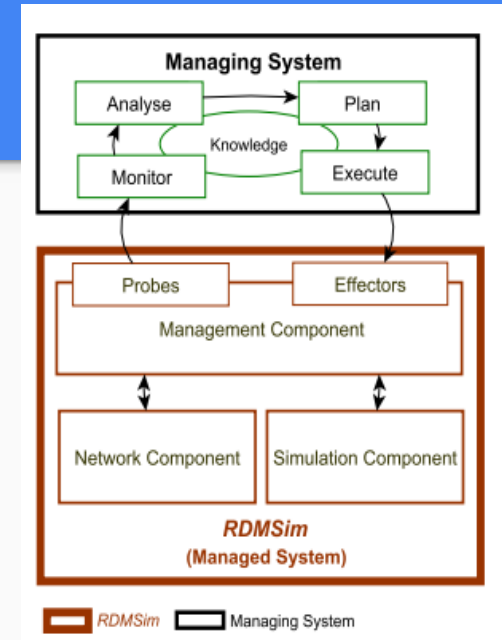 Managing System
Analyse
Plan
Knowledge
Monitor
Execute
Probes
Effectors
Management Component
Network Component
Simulation Component
RDMSim
(Managed System)
RDMSim
Managing System